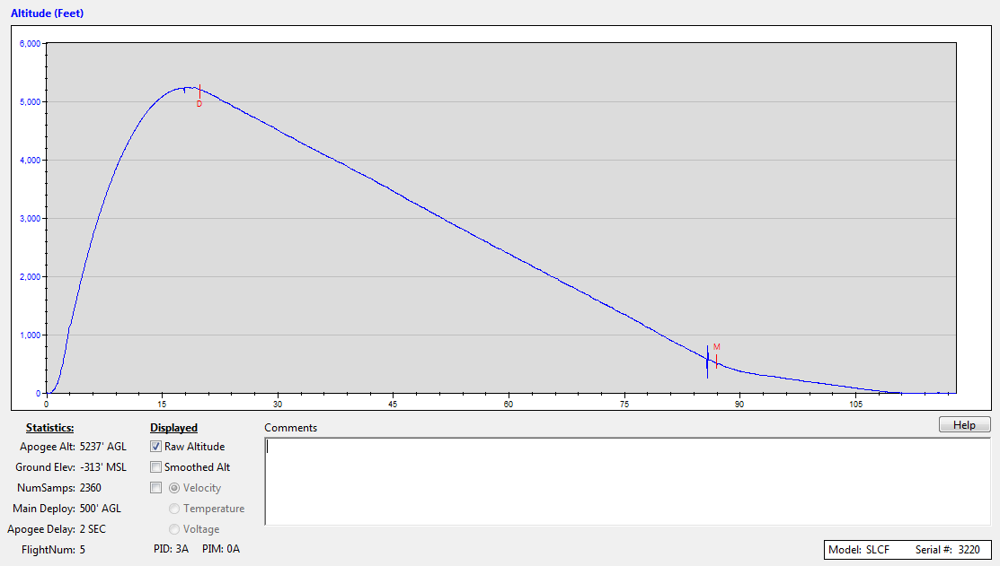 Altitude (Feet)
6,000
5,000
D
4,000
3,000
2,000
1,000
M
0
0 15 30 45 60 75 90 105
Statistics: Displayed Comments Help
Apogee Alt: 5237' AGL Raw Altitude
Ground Elev: -313' MSL Smoothed Alt
NumSamps: 2360 Velocity
Main Deploy: 500' AGL Temperature
Apogee Delay: 2 SEC Voltage
FlightNum: 5 PID: 3A PIM: 0A Model: SLCF Serial #: 3220